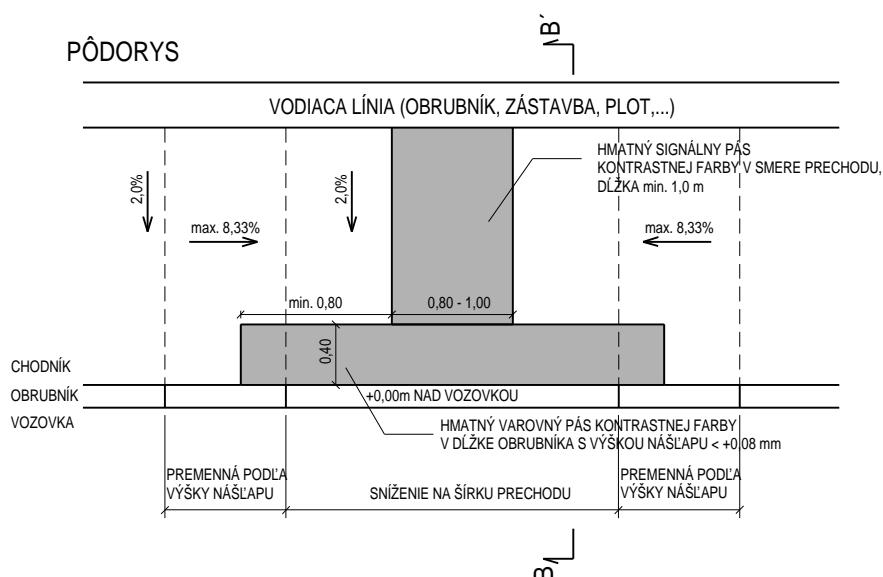 PÔDORYS
B´
VODIACA LÍNIA (OBRUBNÍK, ZÁSTAVBA, PLOT,...)
HMATNÝ SIGNÁLNY PÁS
KONTRASTNEJ FARBY V SMERE PRECHODU,
DĹŽKA min. 1,0 m
2,0%
2,0%
max. 8,33%
max. 8,33%
min. 0,80
0,80 - 1,00
0,40
CHODNÍK
OBRUBNÍK
+0,00m NAD VOZOVKOU
VOZOVKA
HMATNÝ VAROVNÝ PÁS KONTRASTNEJ FARBY
V DĹŽKE OBRUBNÍKA S VÝŠKOU NÁŠĽAPU < +0,08 mm
PREMENNÁ PODĽA
VÝŠKY NÁŠĽAPU
SNÍŽENIE NA ŠÍRKU PRECHODU
PREMENNÁ PODĽA
VÝŠKY NÁŠĽAPU
B